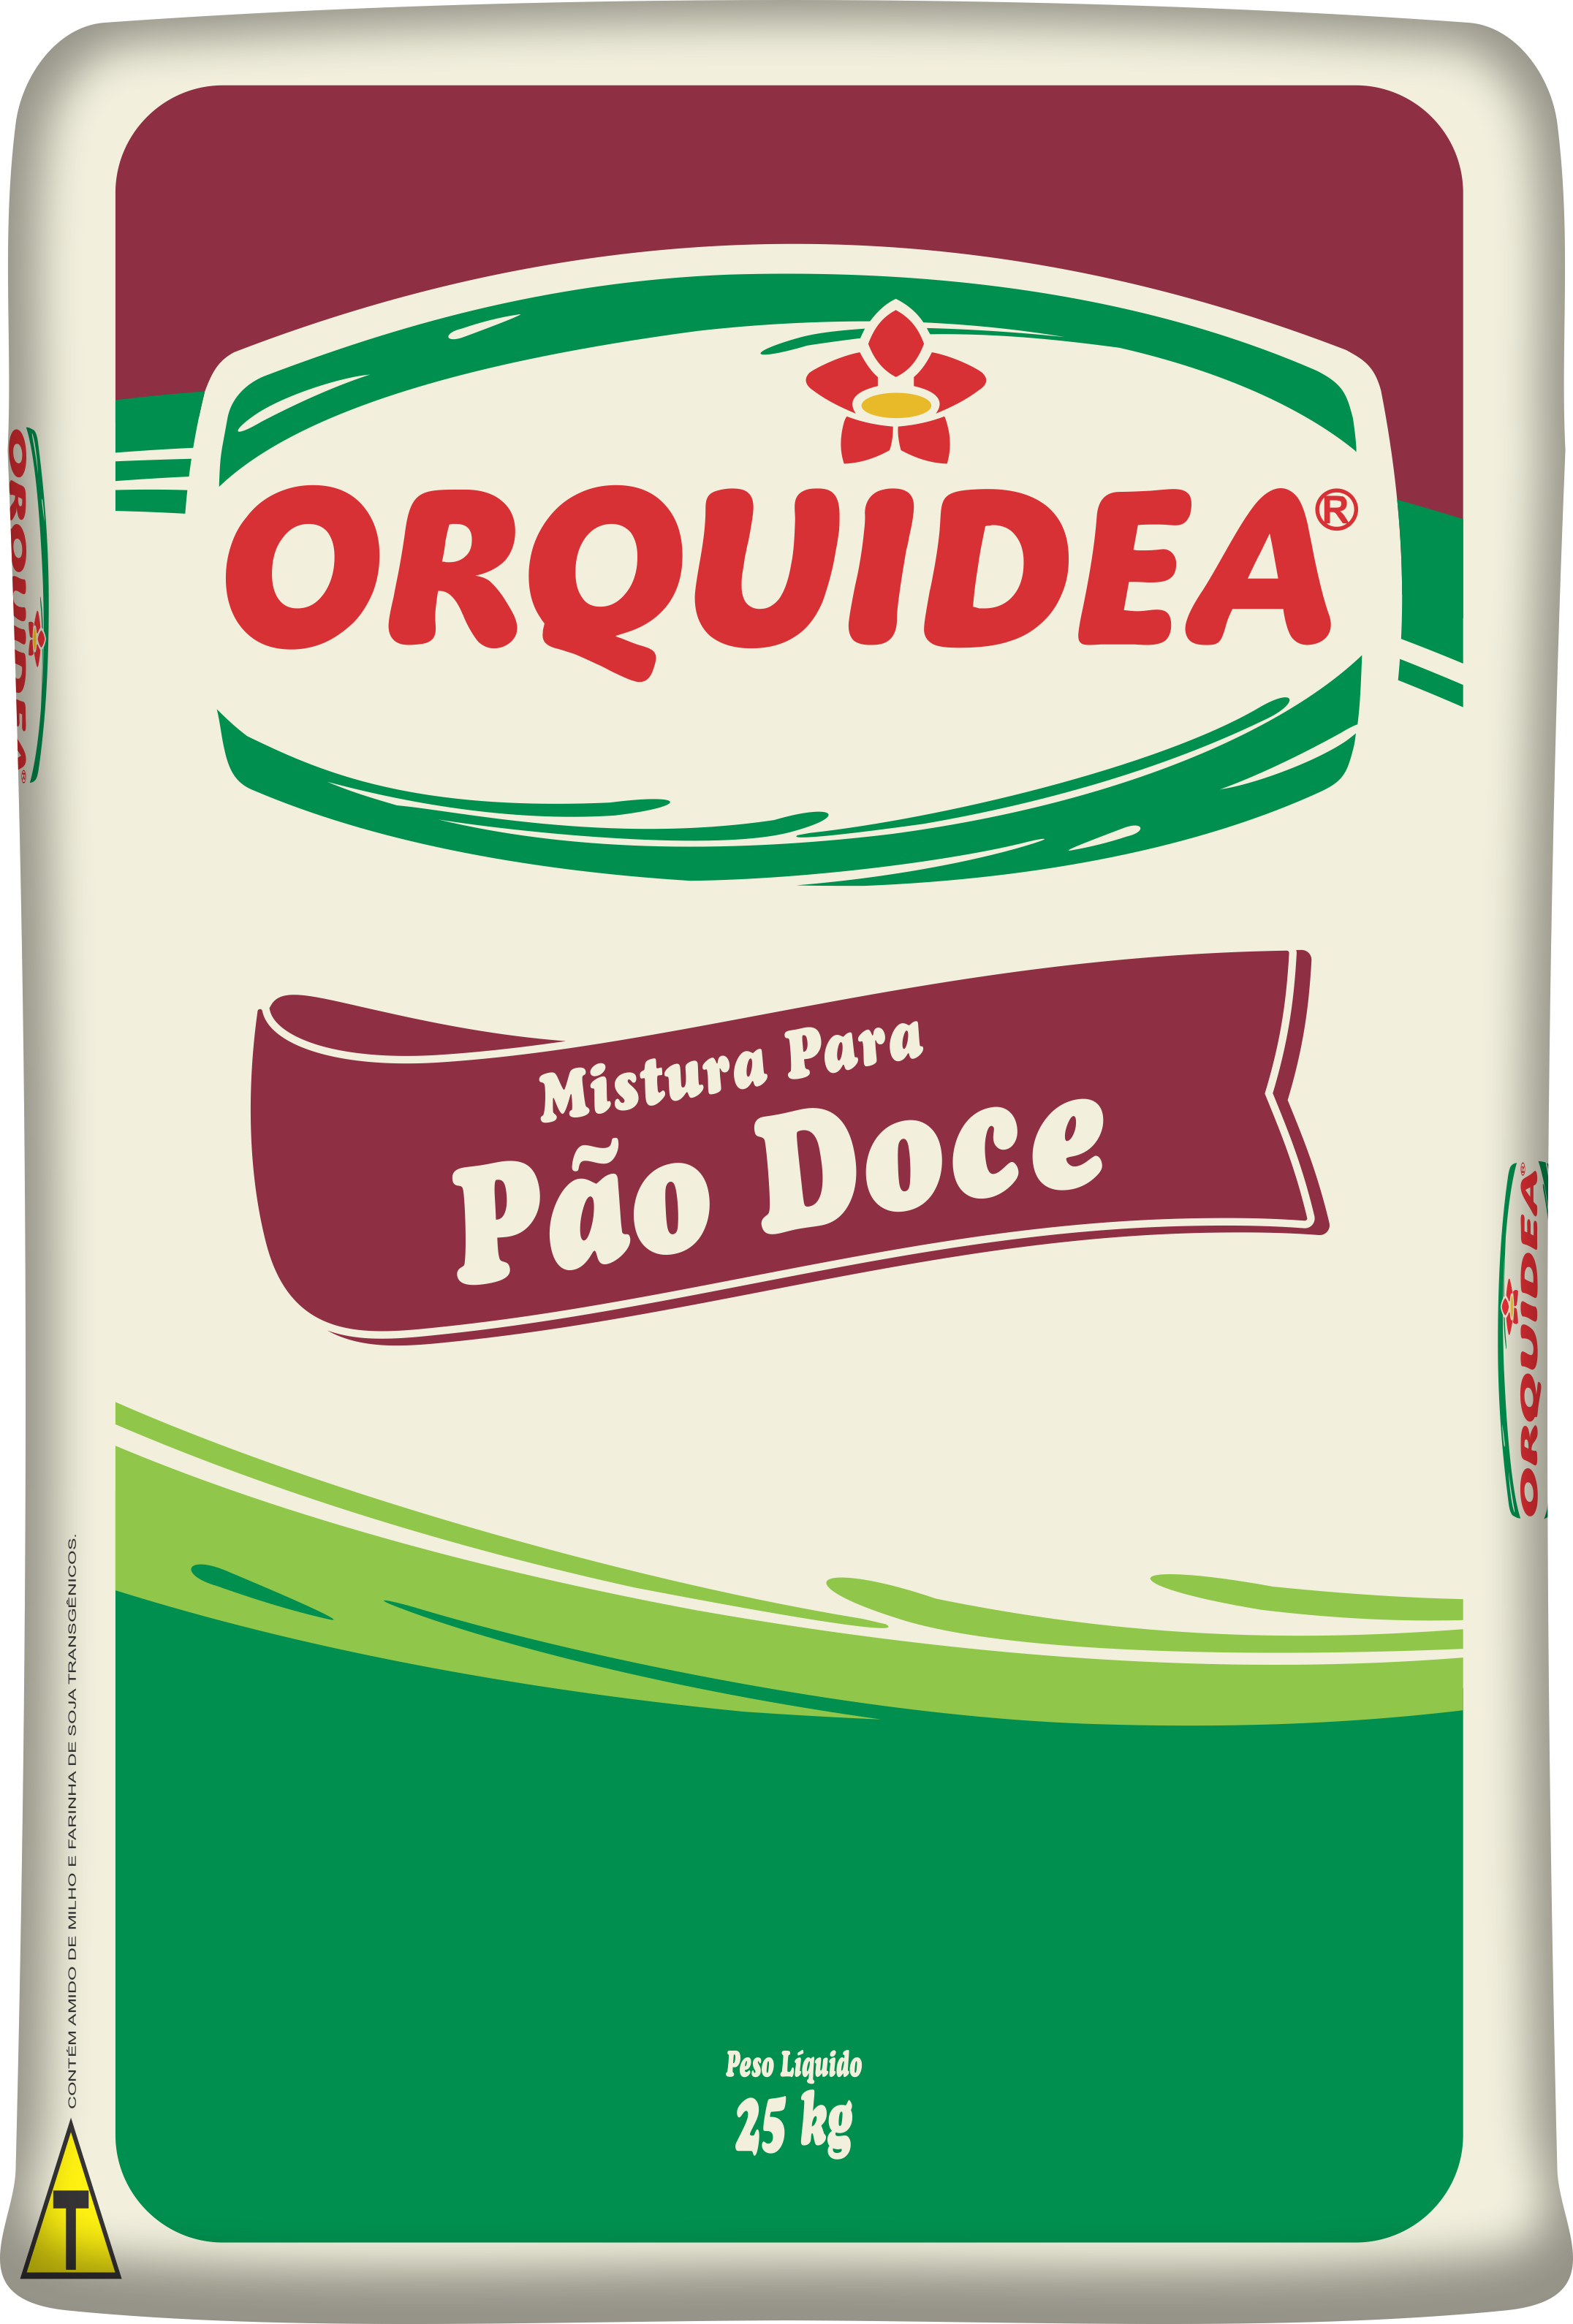 ORQUIDEA®
Mistura Para
Pão Doce
Peso Líquido
25 kg
CONTÉM AMIDO DE MILHO E FARINHA DE SOJA TRANSGÊNICOS.
T
ORQUIDEA®
ORQUIDEA®